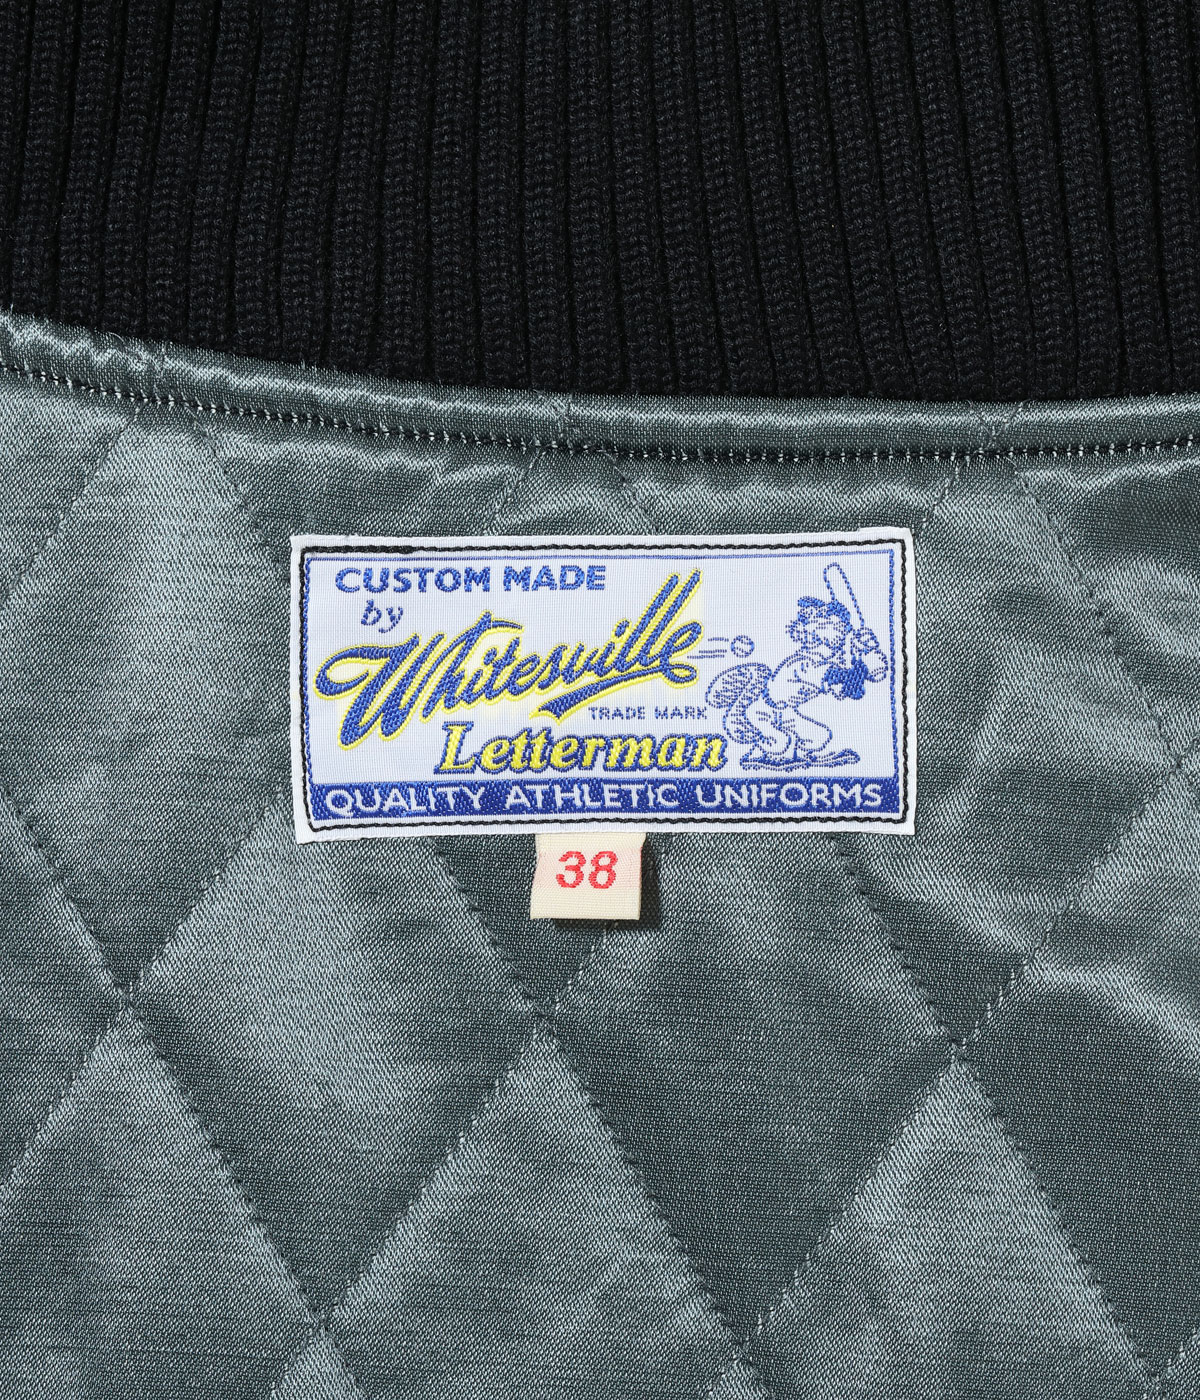 CUSTOM MADE
by
Whitesville
TRADE MARK
Letterman
QUALITY ATHLETIC UNIFORMS
38